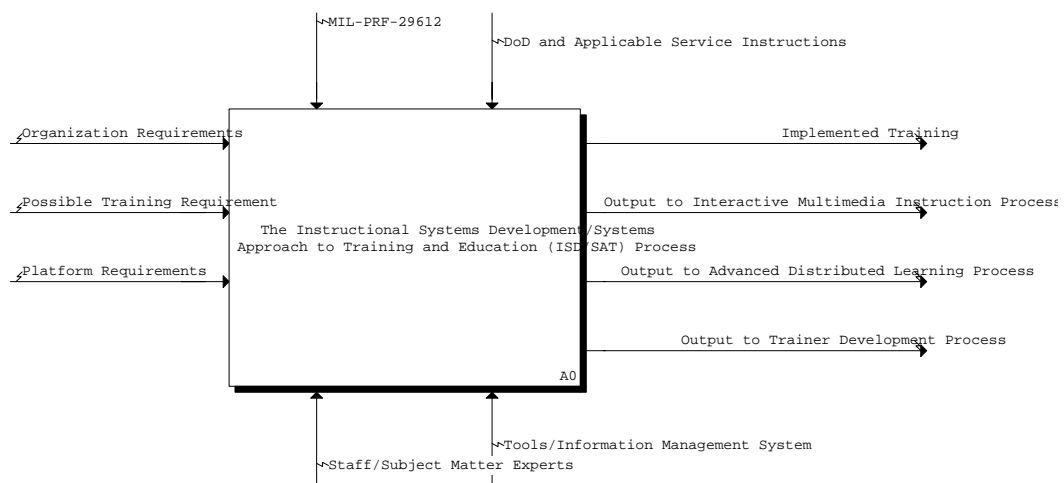 MIL-PRF-29612
DoD and Applicable Service Instructions
Organization Requirements
Implemented Training
Possible Training Requirement
Output to Interactive Multimedia Instruction Process
The Instructional Systems Development/Systems
Approach to Training and Education (ISD/SAT) Process
Platform Requirements
Output to Advanced Distributed Learning Process
Output to Trainer Development Process
A0
Tools/Information Management System
Staff/Subject Matter Experts